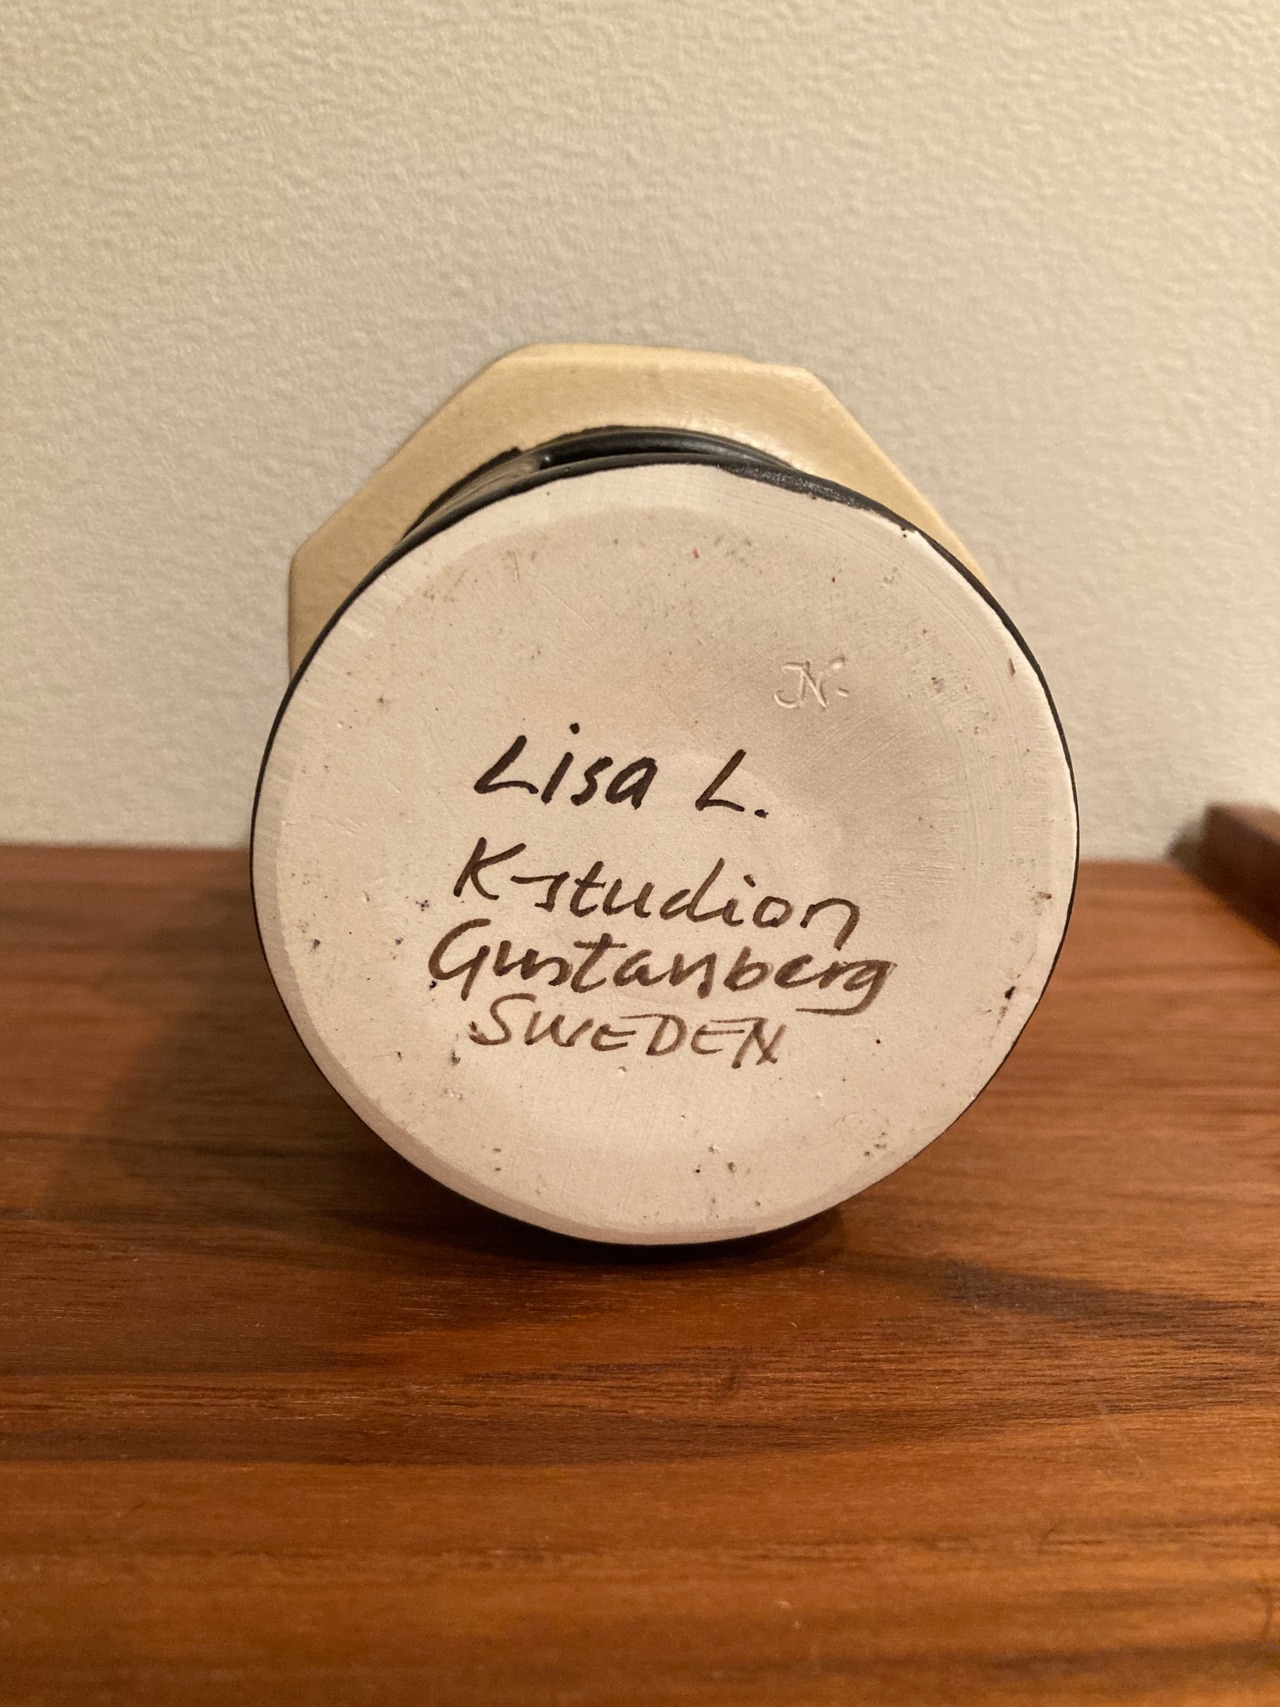 N.
Lisa L.
K-studion
Gustavsberg
SWEDEN